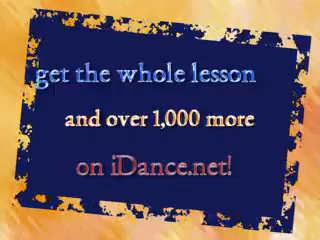 get the whole lesson
and over 1,000 more
on iDance.net!